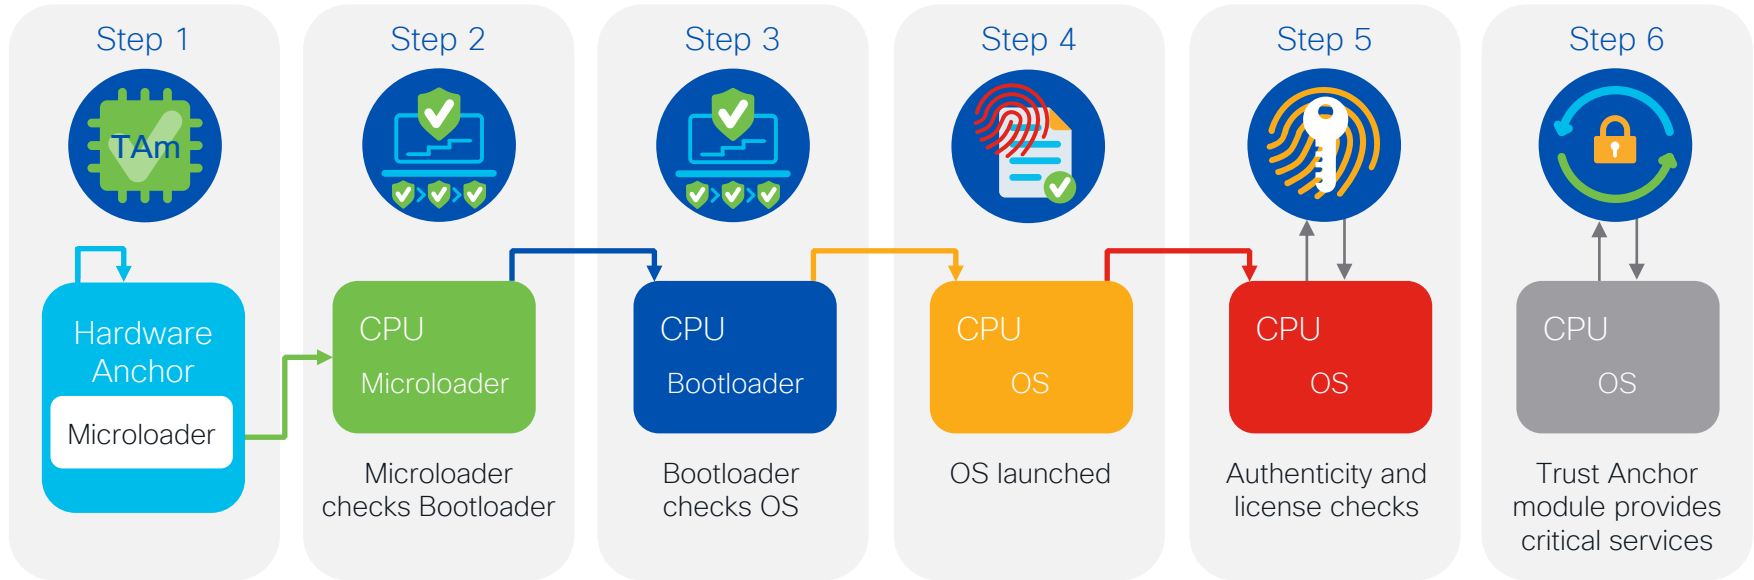 Step 1
TAm
Hardware
Anchor
Microloader
Step 2
CPU
Microloader
Microloader
checks Bootloader
Step 3
CPU
Bootloader
Bootloader
checks OS
Step 4
CPU
OS
OS launched
Step 5
CPU
OS
Authenticity and
license checks
Step 6
CPU
OS
Trust Anchor
module provides
critical services